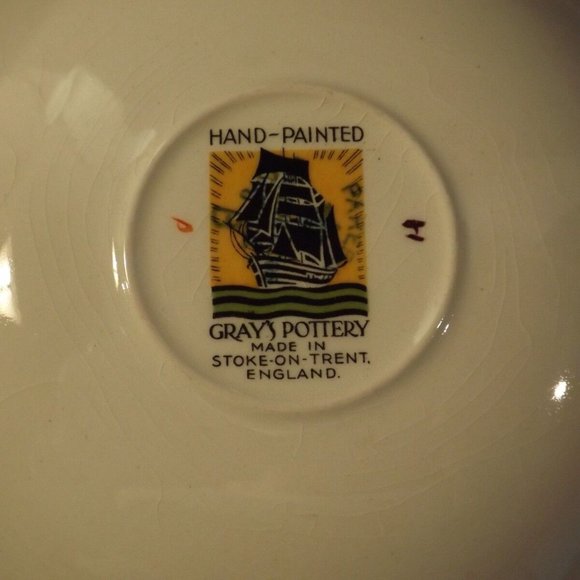 HAND-PAINTED
GRAY'S POTTERY
MADE IN
STOKE-ON-TRENT,
ENGLAND.